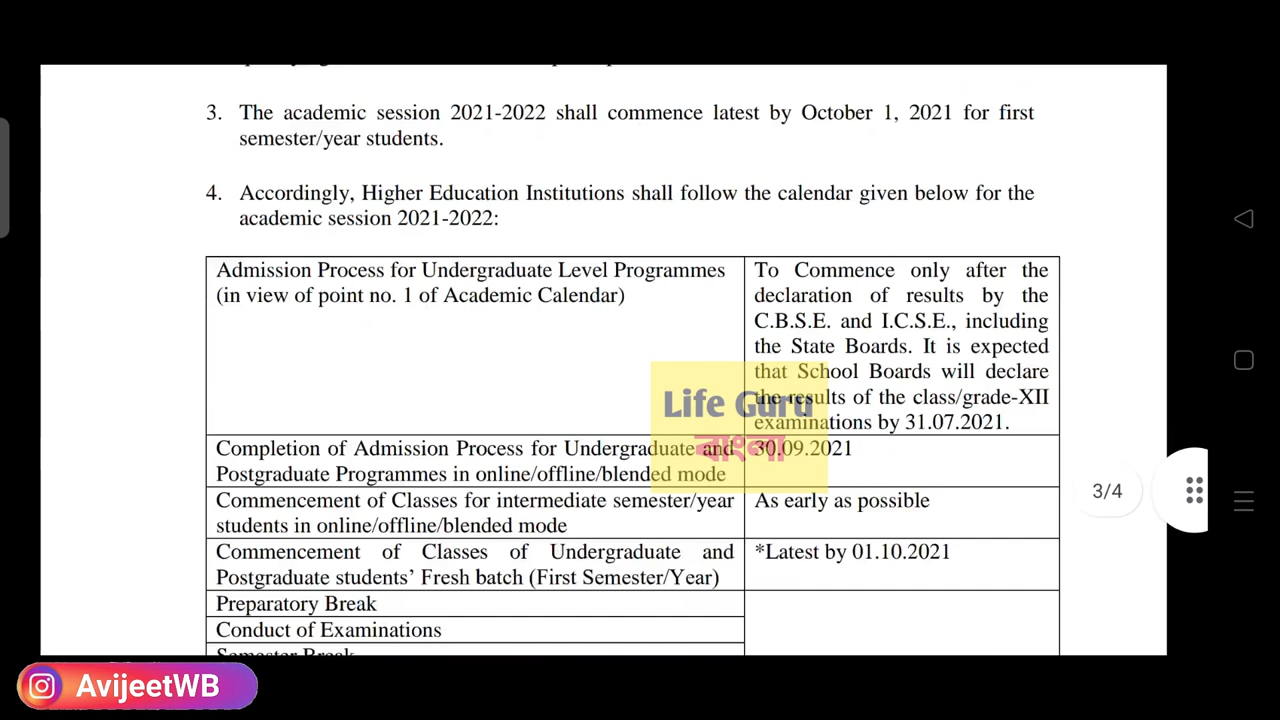 3. The academic session 2021-2022 shall commence latest by October 1, 2021 for first
semester/year students.
4. Accordingly, Higher Education Institutions shall follow the calendar given below for the
academic session 2021-2022:
Admission Process for Undergraduate Level Programmes
(in view of point no. 1 of Academic Calendar)
To Commence only after the
declaration of results by the
C.B.S.E. and I.C.S.E., including
the State Boards. It is expected
that School Boards will declare
the results of the class/grade-XII
examinations by 31.07.2021.
Completion of Admission Process for Undergraduate and
Postgraduate Programmes in online/offline/blended mode
30.09.2021
Commencement of Classes for intermediate semester/year
students in online/offline/blended mode
As early as possible
Commencement of Classes of Undergraduate and
Postgraduate students' Fresh batch (First Semester/Year)
*Latest by 01.10.2021
Preparatory Break
Conduct of Examinations
Semester Break
Life Guru
বাংলা
3/4
AvijeetWB